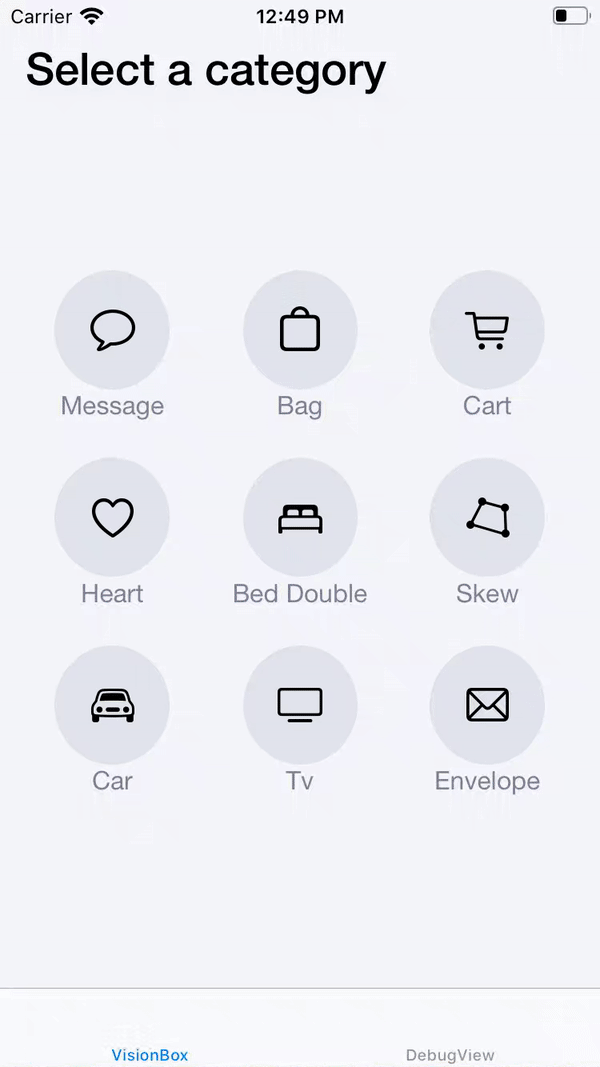 Carrier 12:49 PM
Select a category
Message Bag Cart
Heart Bed Double Skew
Car Tv Envelope
VisionBox DebugView